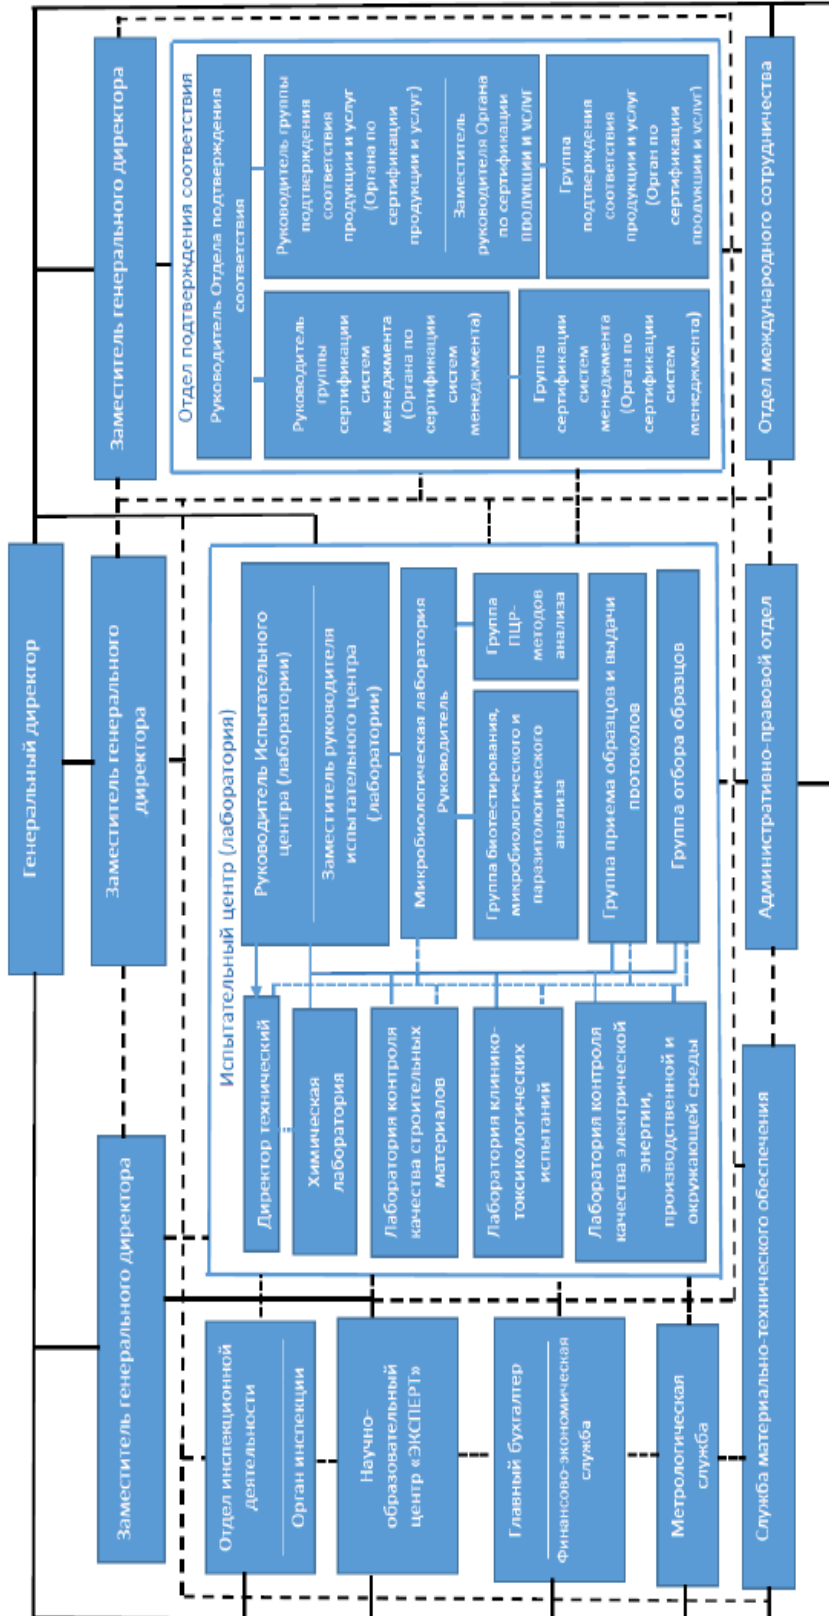 Генеральный директор
Заместитель генерального директора
Заместитель генерального
директора
Заместитель генерального директора
Отдел инспекционной
деятельности
Орган инспекции
Научно-
образовательный
центр «ЭКСПЕРТ»
Главный бухгалтер
Финансово-экономическая
служба
Метрологическая
служба
Испытательный центр (лаборатория)
Директор технический
Химическая
лаборатория
Лаборатория контроля
качества строительных
материалов
Лаборатория клинико-
токсикологических
испытаний
Лаборатория контроля
качества электрической
энергии,
производственной и
окружающей среды
Руководитель Испытательного
центра (лаборатории)
Заместитель руководителя
испытательного центра
(лаборатории)
Микробиологическая лаборатория
Руководитель
Группа биотестирования,
микробиологического и
паразитологического
анализа
Группа
ПЦР-
методов
анализа
Группа приема образцов и выдачи
протоколов
Группа отбора образцов
Отдел подтверждения соответствия
Руководитель Отдела подтверждения
соответствия
Руководитель
группы
сертификации
систем
менеджмента
(Органа по
сертификации
систем
менеджмента)
Группа
сертификации
систем
менеджмента
(Орган по
сертификации
систем
менеджмента)
Руководитель группы
подтверждения
соответствия
продукции и услуг
(Органа по
сертификации
продукции и услуг)
Заместитель
руководителя Органа
по сертификации
продукции и услуг
Группа
подтверждения
соответствия
продукции и услуг
(Орган по
сертификации
продукции и услуг)
Служба материально-технического обеспечения
Административно-правовой отдел
Отдел международного сотрудничества